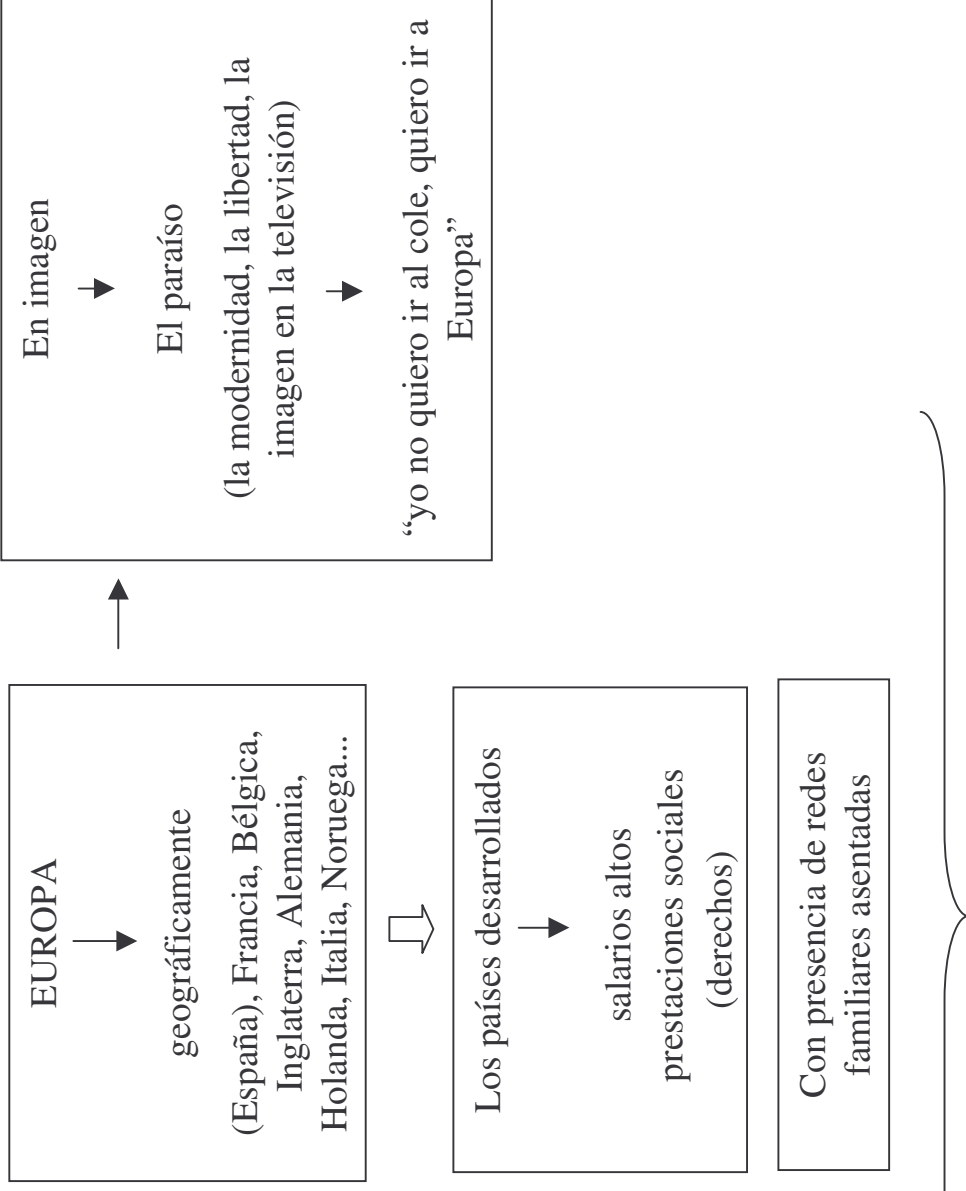 EUROPA
geográficamente
(España), Francia, Bélgica,
Inglaterra, Alemania,
Holanda, Italia, Noruega...
Los países desarrollados
salarios altos
prestaciones sociales
(derechos)
Con presencia de redes
familiares asentadas
En imagen
El paraíso
(la modernidad, la libertad, la
imagen en la televisión)
“yo no quiero ir al cole, quiero ir a
Europa”